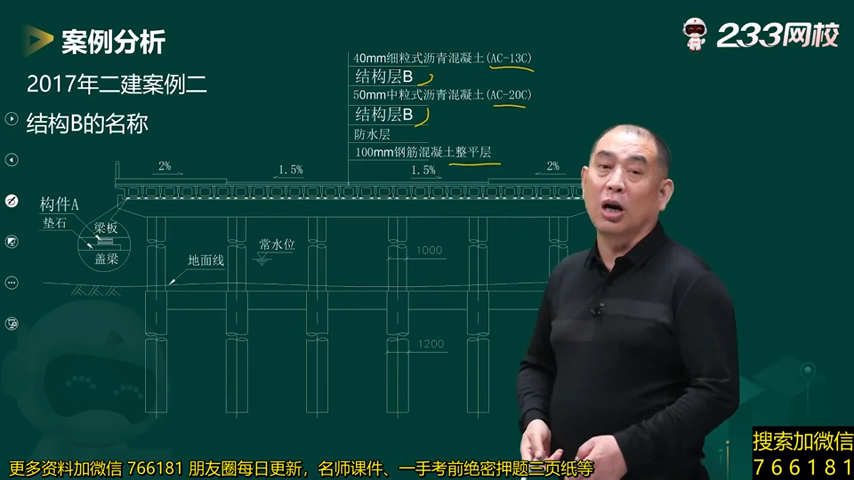 案例分析
233网校
2017年二建案例二
结构B的名称
40mm细粒式沥青混凝土(AC-13C)
结构层B
50mm中粒式沥青混凝土(AC-20C)
结构层B
防水层
100mm钢筋混凝土整平层
2%
1.5%
1.5%
2%
构件A
垫石
梁板
盖梁
地面线
常水位
1000
1200
搜索加微信
766181
更多资料加微信 766181 朋友圈每日更新，名师课件、一手考前绝密押题三页纸等